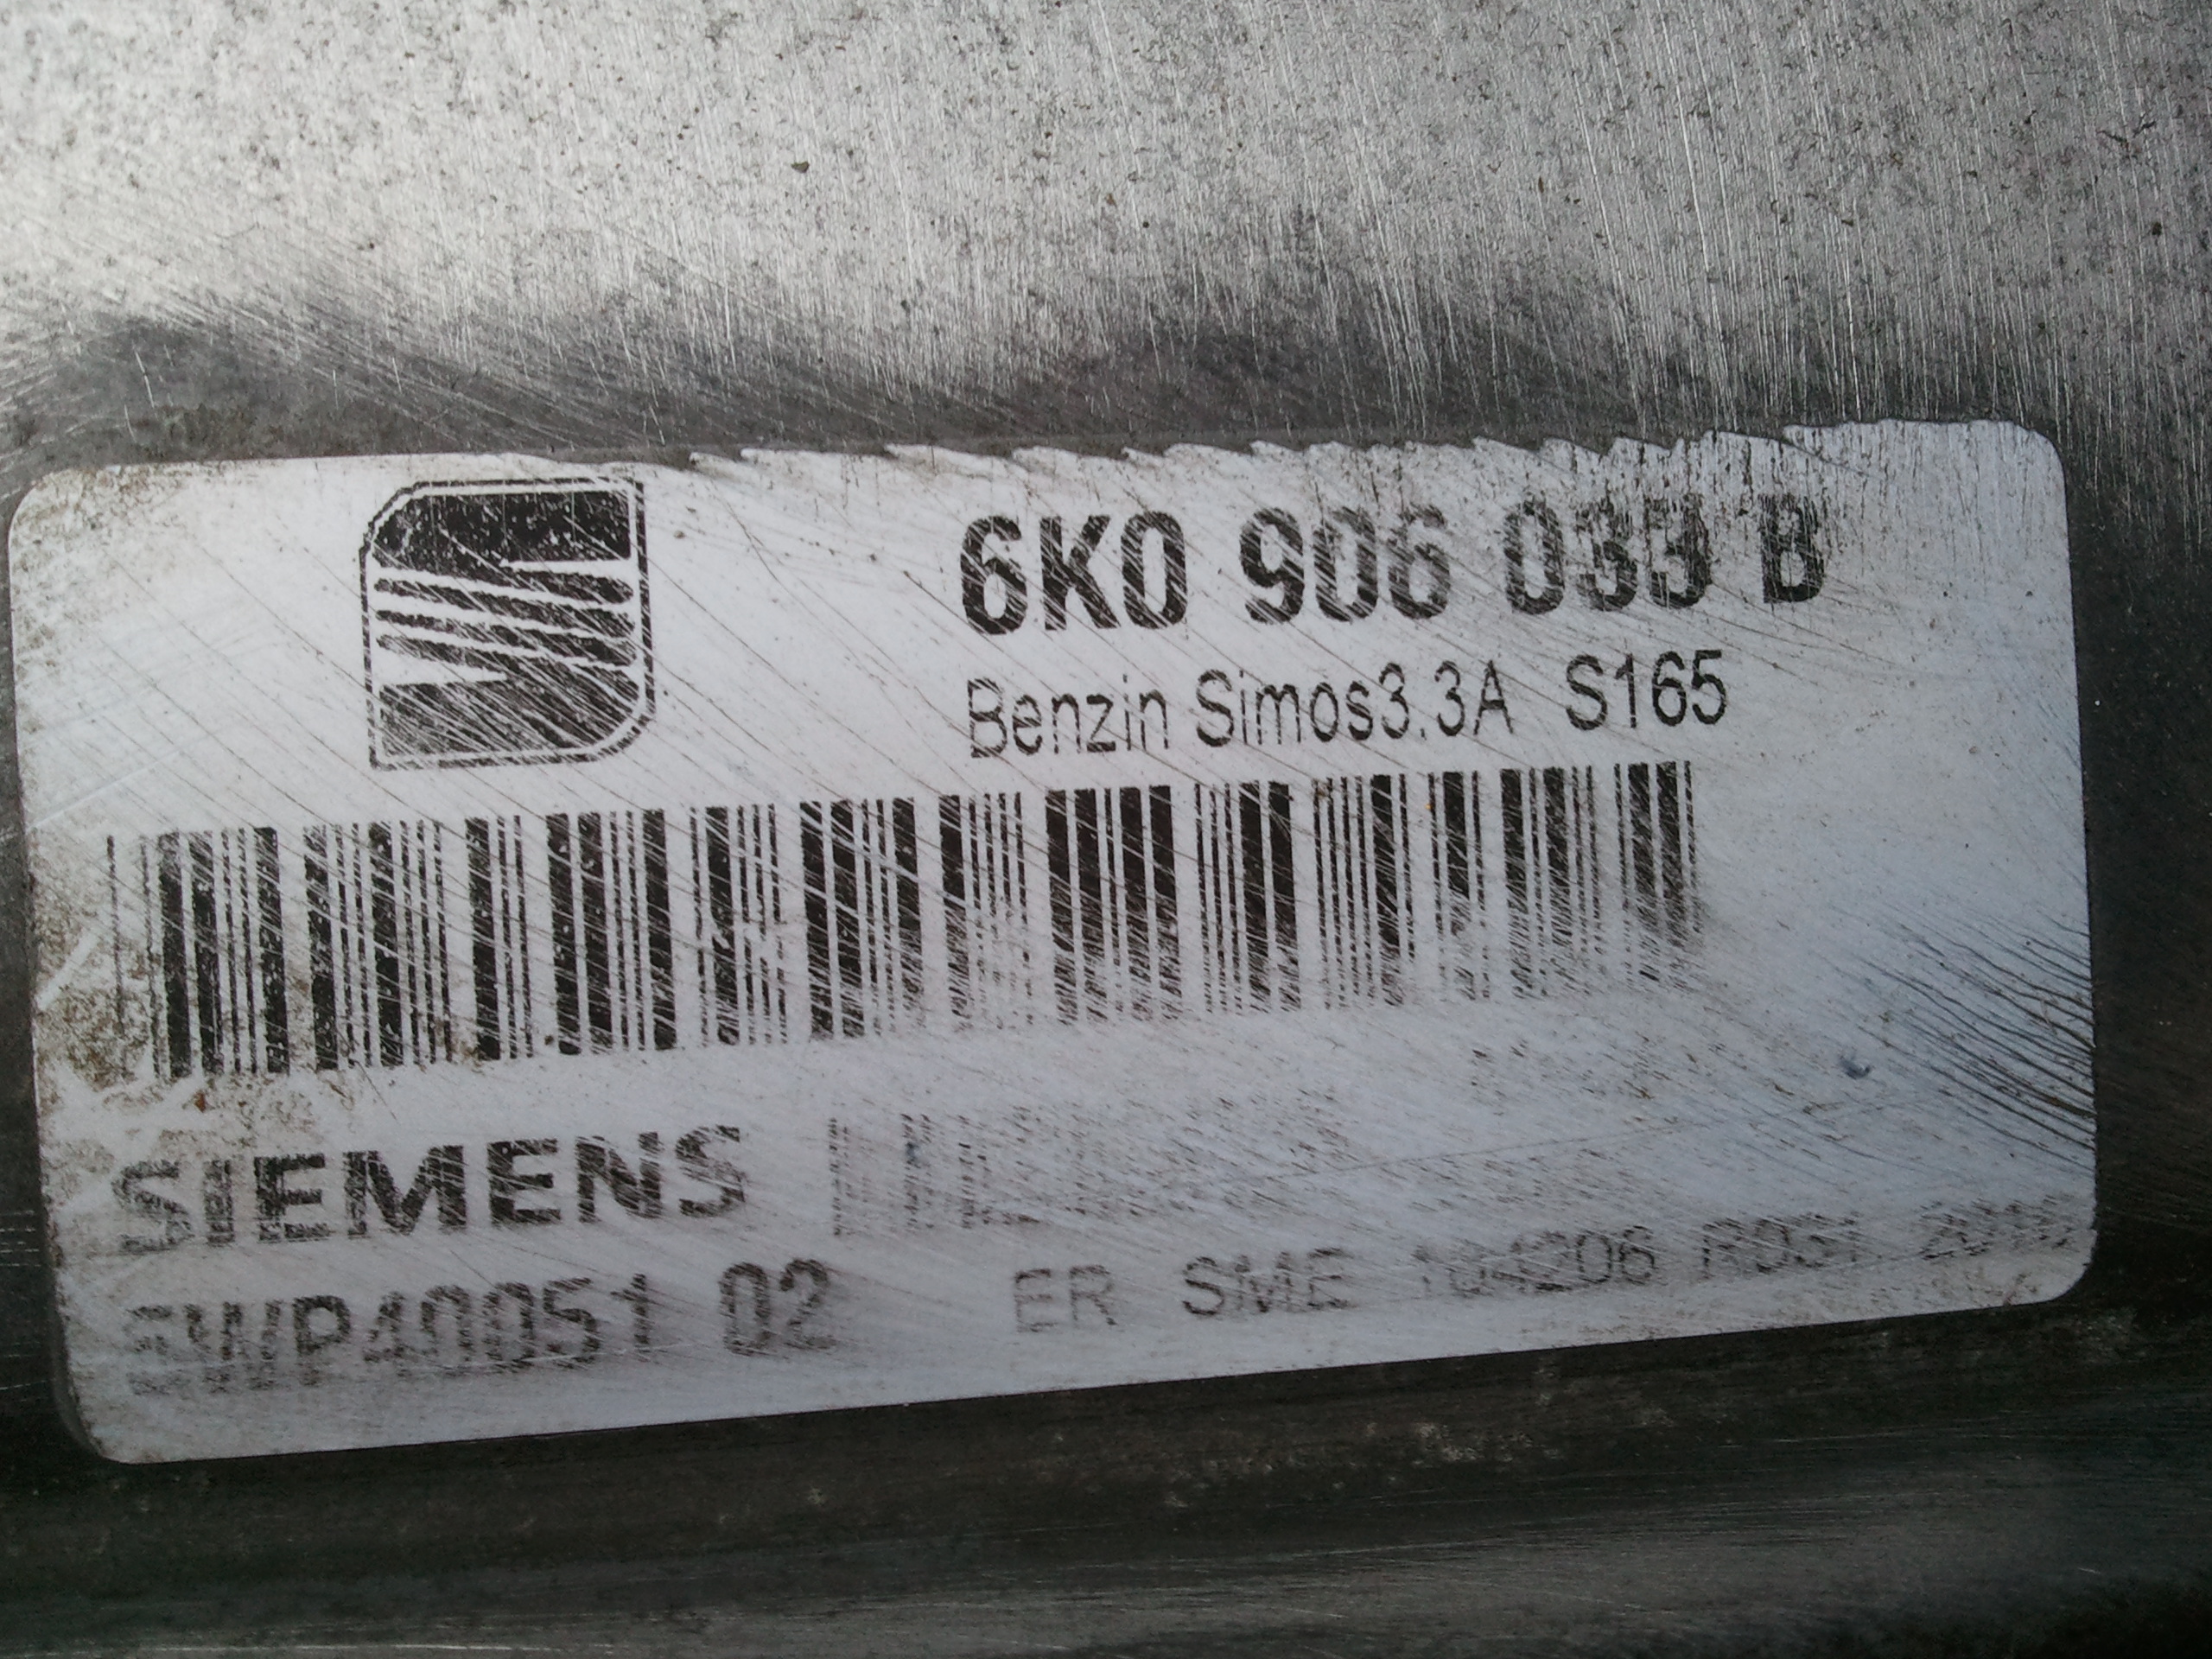 6K0 906 033 B
Benzin Simos3.3A S165
SIEMENS
5WP40051 02 ER SME